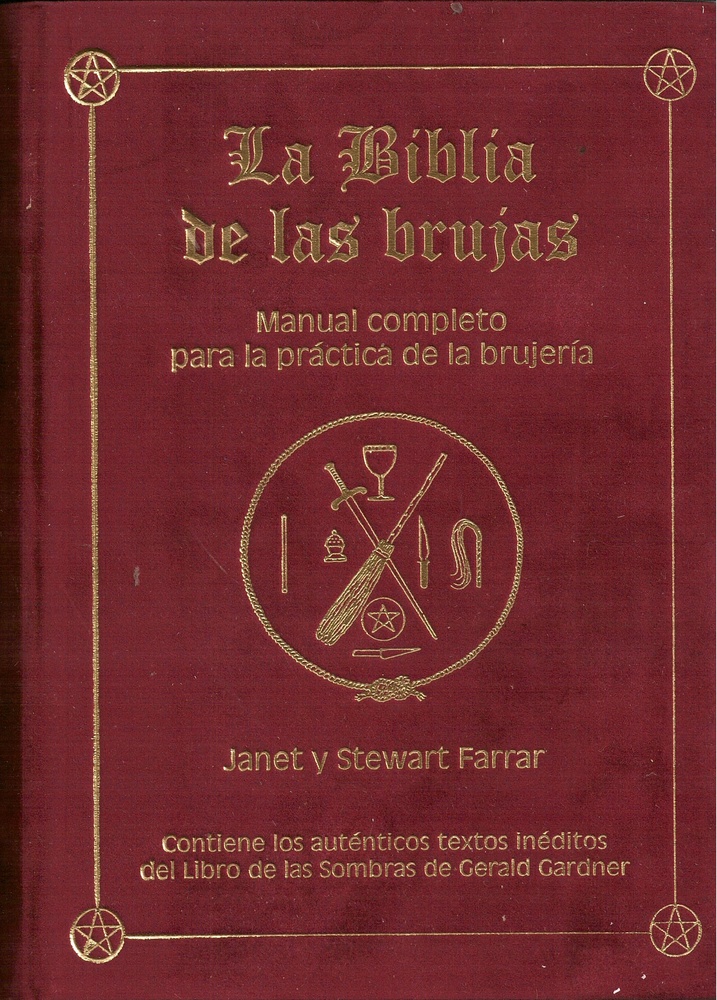 La Biblia
de las brujas
Manual completo
para la práctica de la brujería
Janet y Stewart Farrar
Contiene los auténticos textos inéditos
del Libro de las Sombras de Gerald Gardner